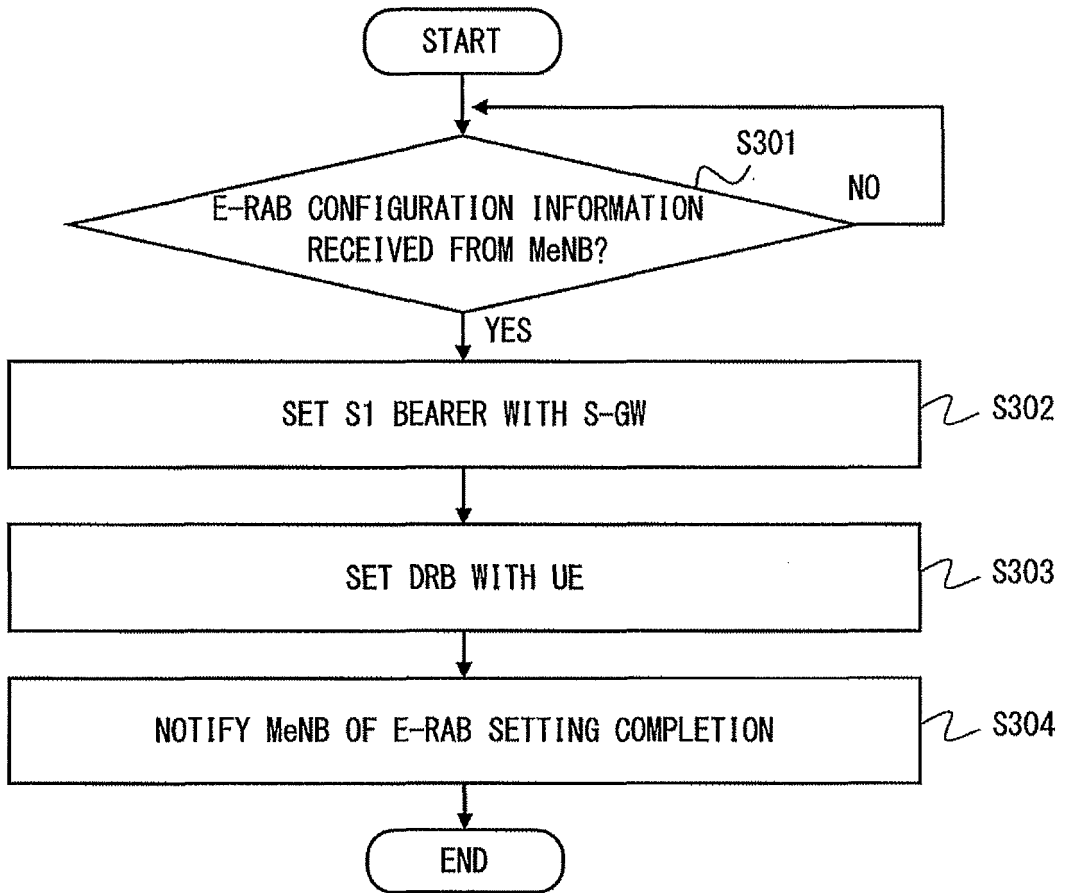 START
S301
NO
E-RAB CONFIGURATION INFORMATION
RECEIVED FROM MeNB?
YES
SET S1 BEARER WITH S-GW
S302
SET DRB WITH UE
S303
NOTIFY MeNB OF E-RAB SETTING COMPLETION
S304
END